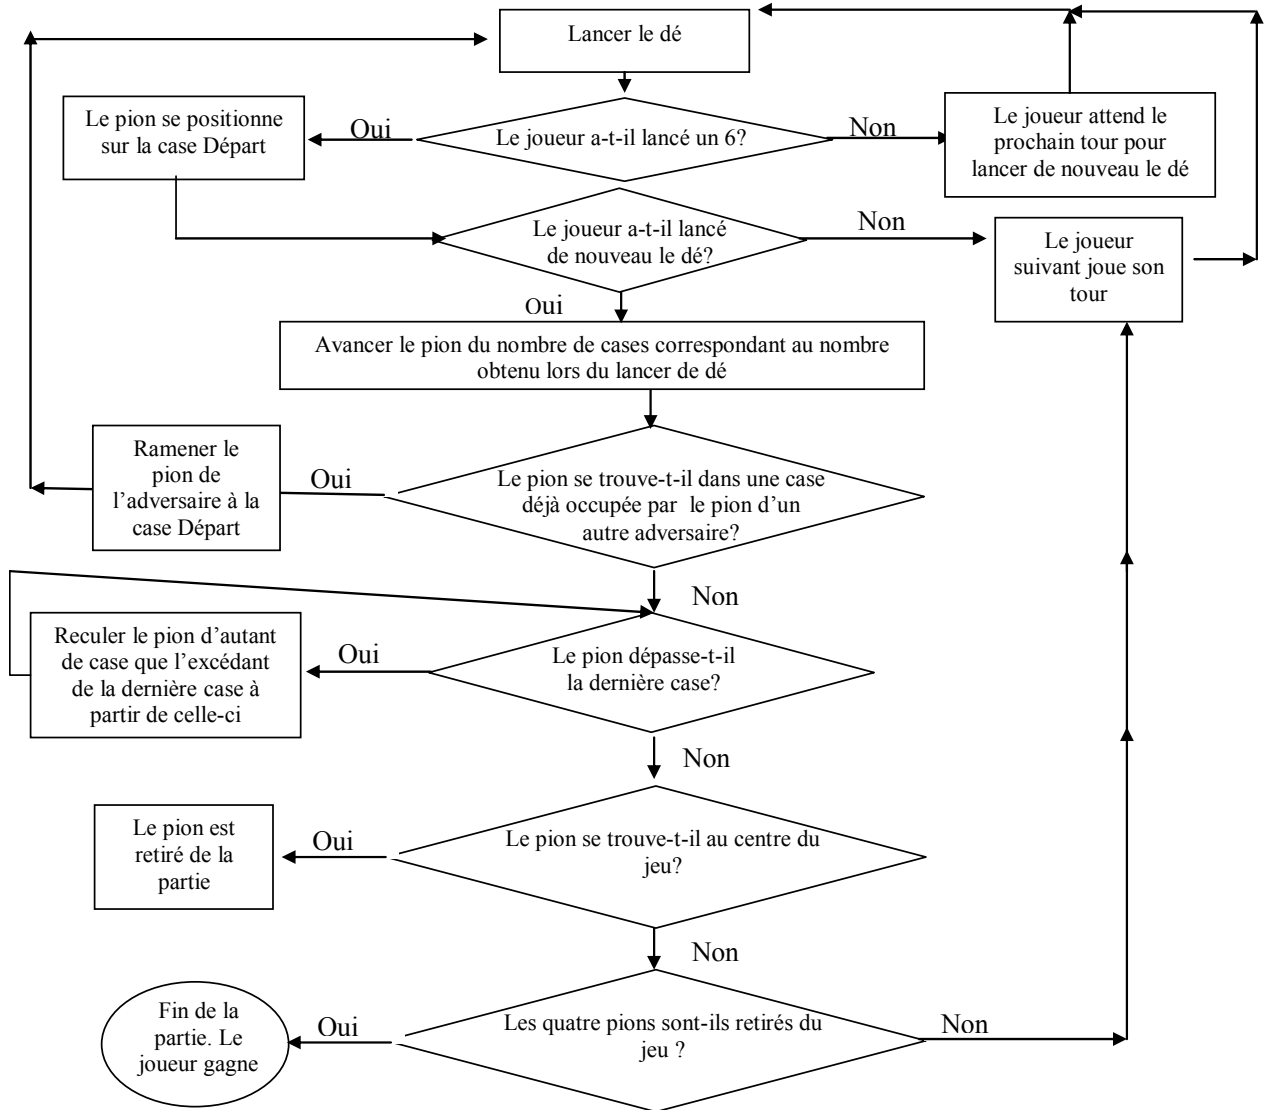 Lancer le dé
Le pion se positionne
sur la case Départ
Oui
Le joueur a-t-il lancé un 6?
Non
Le joueur attend le
prochain tour pour
lancer de nouveau le dé
Le joueur a-t-il lancé
de nouveau le dé?
Non
Le joueur
suivant joue son
tour
Oui
Avancer le pion du nombre de cases correspondant au nombre
obtenu lors du lancer de dé
Ramener le
pion de
l’adversaire à la
case Départ
Oui
Le pion se trouve-t-il dans une case
déjà occupée par le pion d’un
autre adversaire?
Non
Reculer le pion d’autant
de case que l’excédant
de la dernière case à
partir de celle-ci
Oui
Le pion dépasse-t-il
la dernière case?
Non
Le pion est
retiré de la
partie
Oui
Le pion se trouve-t-il au centre du
jeu?
Non
Fin de la
partie. Le
joueur gagne
Oui
Les quatre pions sont-ils retirés du
jeu ?
Non